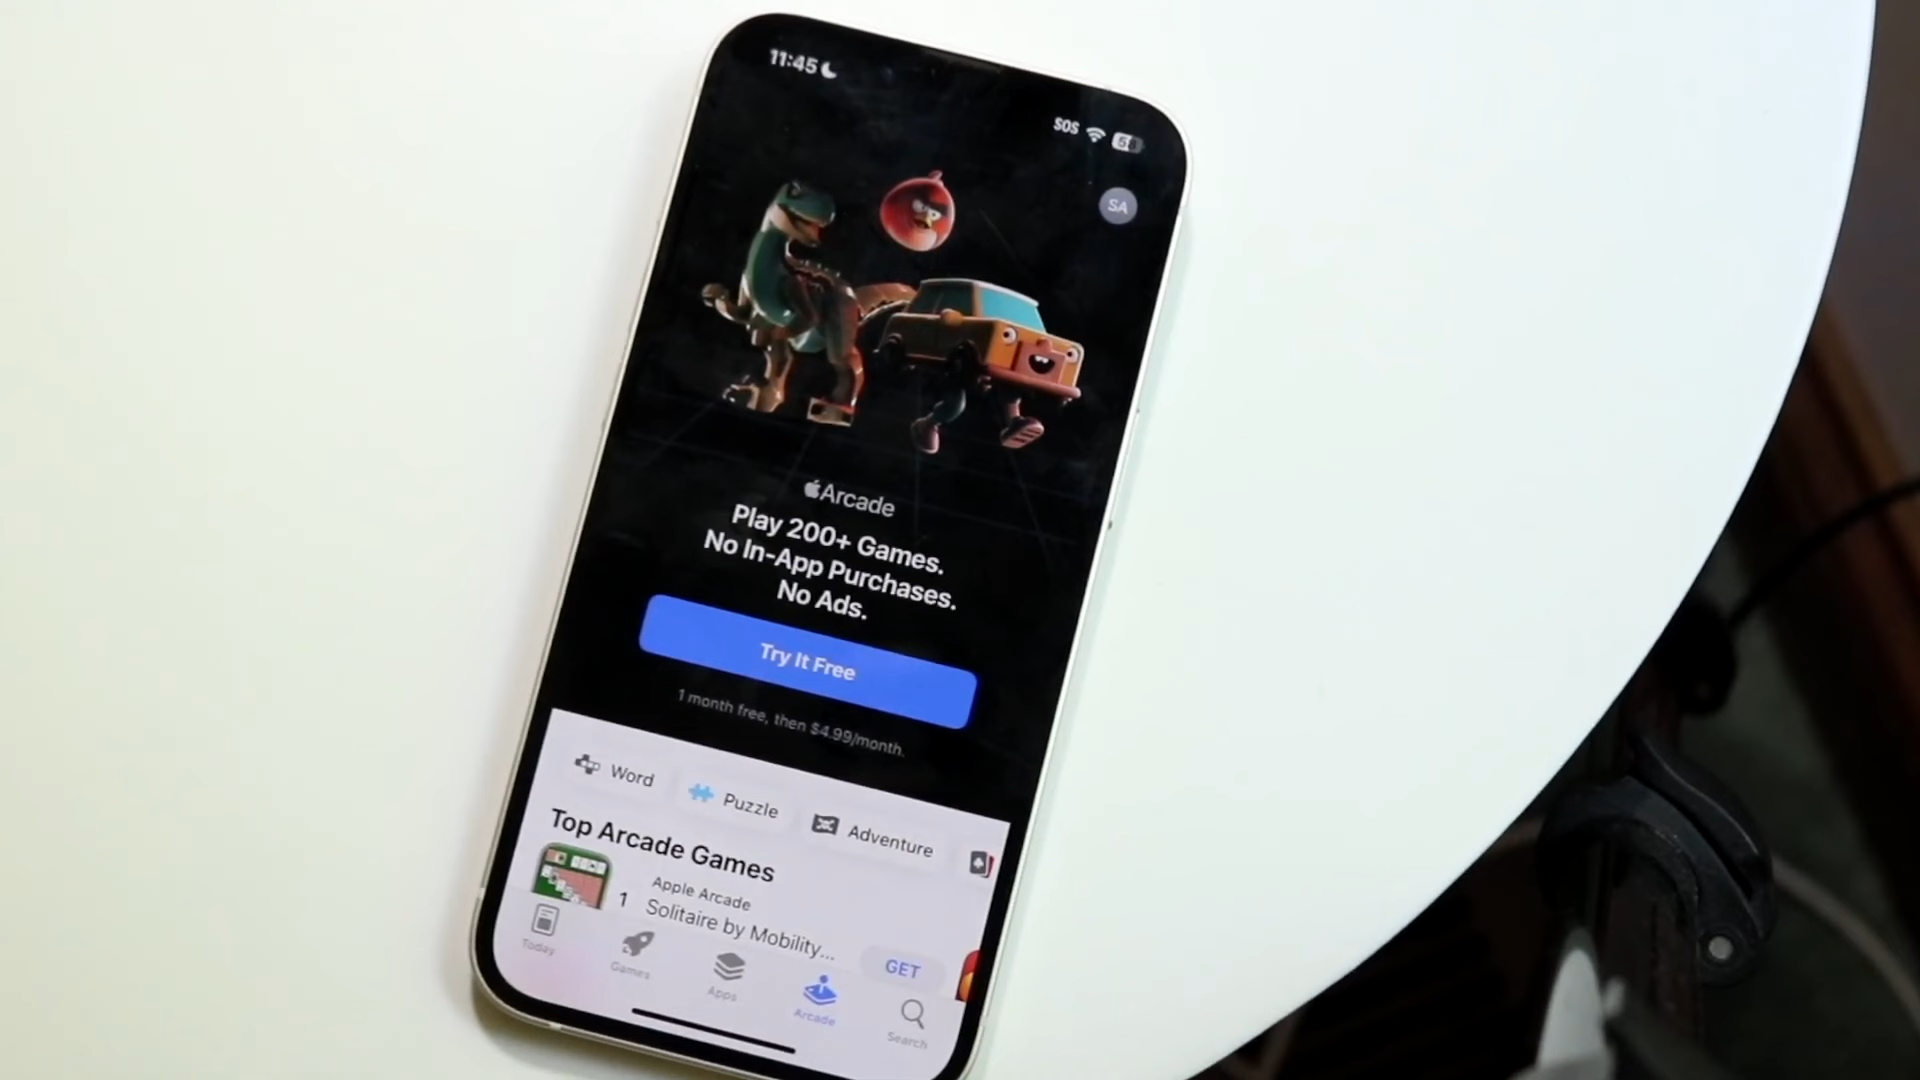 11:45
SOS
SA
Arcade
Play 200+ Games.
No In-App Purchases.
No Ads.
Try It Free
1 month free, then $4.99/month.
Word
Puzzle
Adventure
Top Arcade Games
1
Apple Arcade
Solitaire by Mobility...
GET
Today
Games
Apps
Arcade
Search